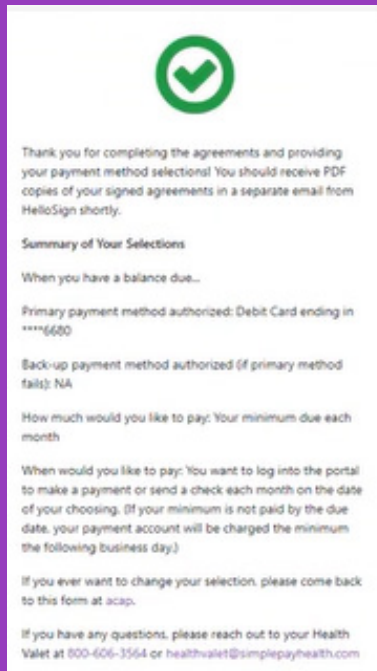 Thank you for completing the agreements and providing
your payment method selections! You should receive PDF
copies of your signed agreements in a separate email from
HelloSign shortly.
Summary of Your Selections
When you have a balance due...
Primary payment method authorized: Debit Card ending in
****6680
Back-up payment method authorized (if primary method
fails): NA
How much would you like to pay: Your minimum due each
month
When would you like to pay: You want to log into the portal
to make a payment or send a check each month on the date
of your choosing. (If your minimum is not paid by the due
date, your payment account will be charged the minimum
the following business day.)
If you ever want to change your selection, please come back
to this form at acap.
If you have any questions, please reach out to your Health
Valet at 800-606-3564 or healthvalet@simplepayhealth.com